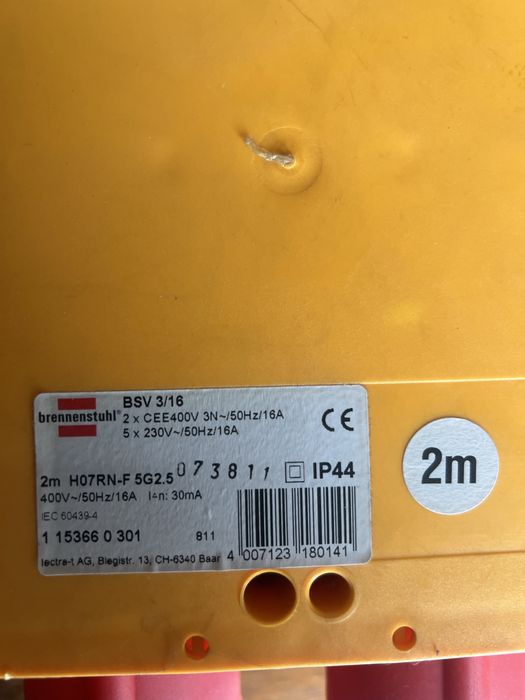 brennenstuhl®
BSV 3/16
2 x CEE400V 3N~/50Hz/16A
5 x 230V~/50Hz/16A
CE
2m H07RN-F 5G2.5 073811 IP44
400V~/50Hz/16A I∆n: 30mA
IEC 60439-4
1 15366 0 301 811
lectra-t AG, Blegistr. 13, CH-6340 Baar
4 007123 180141
2m